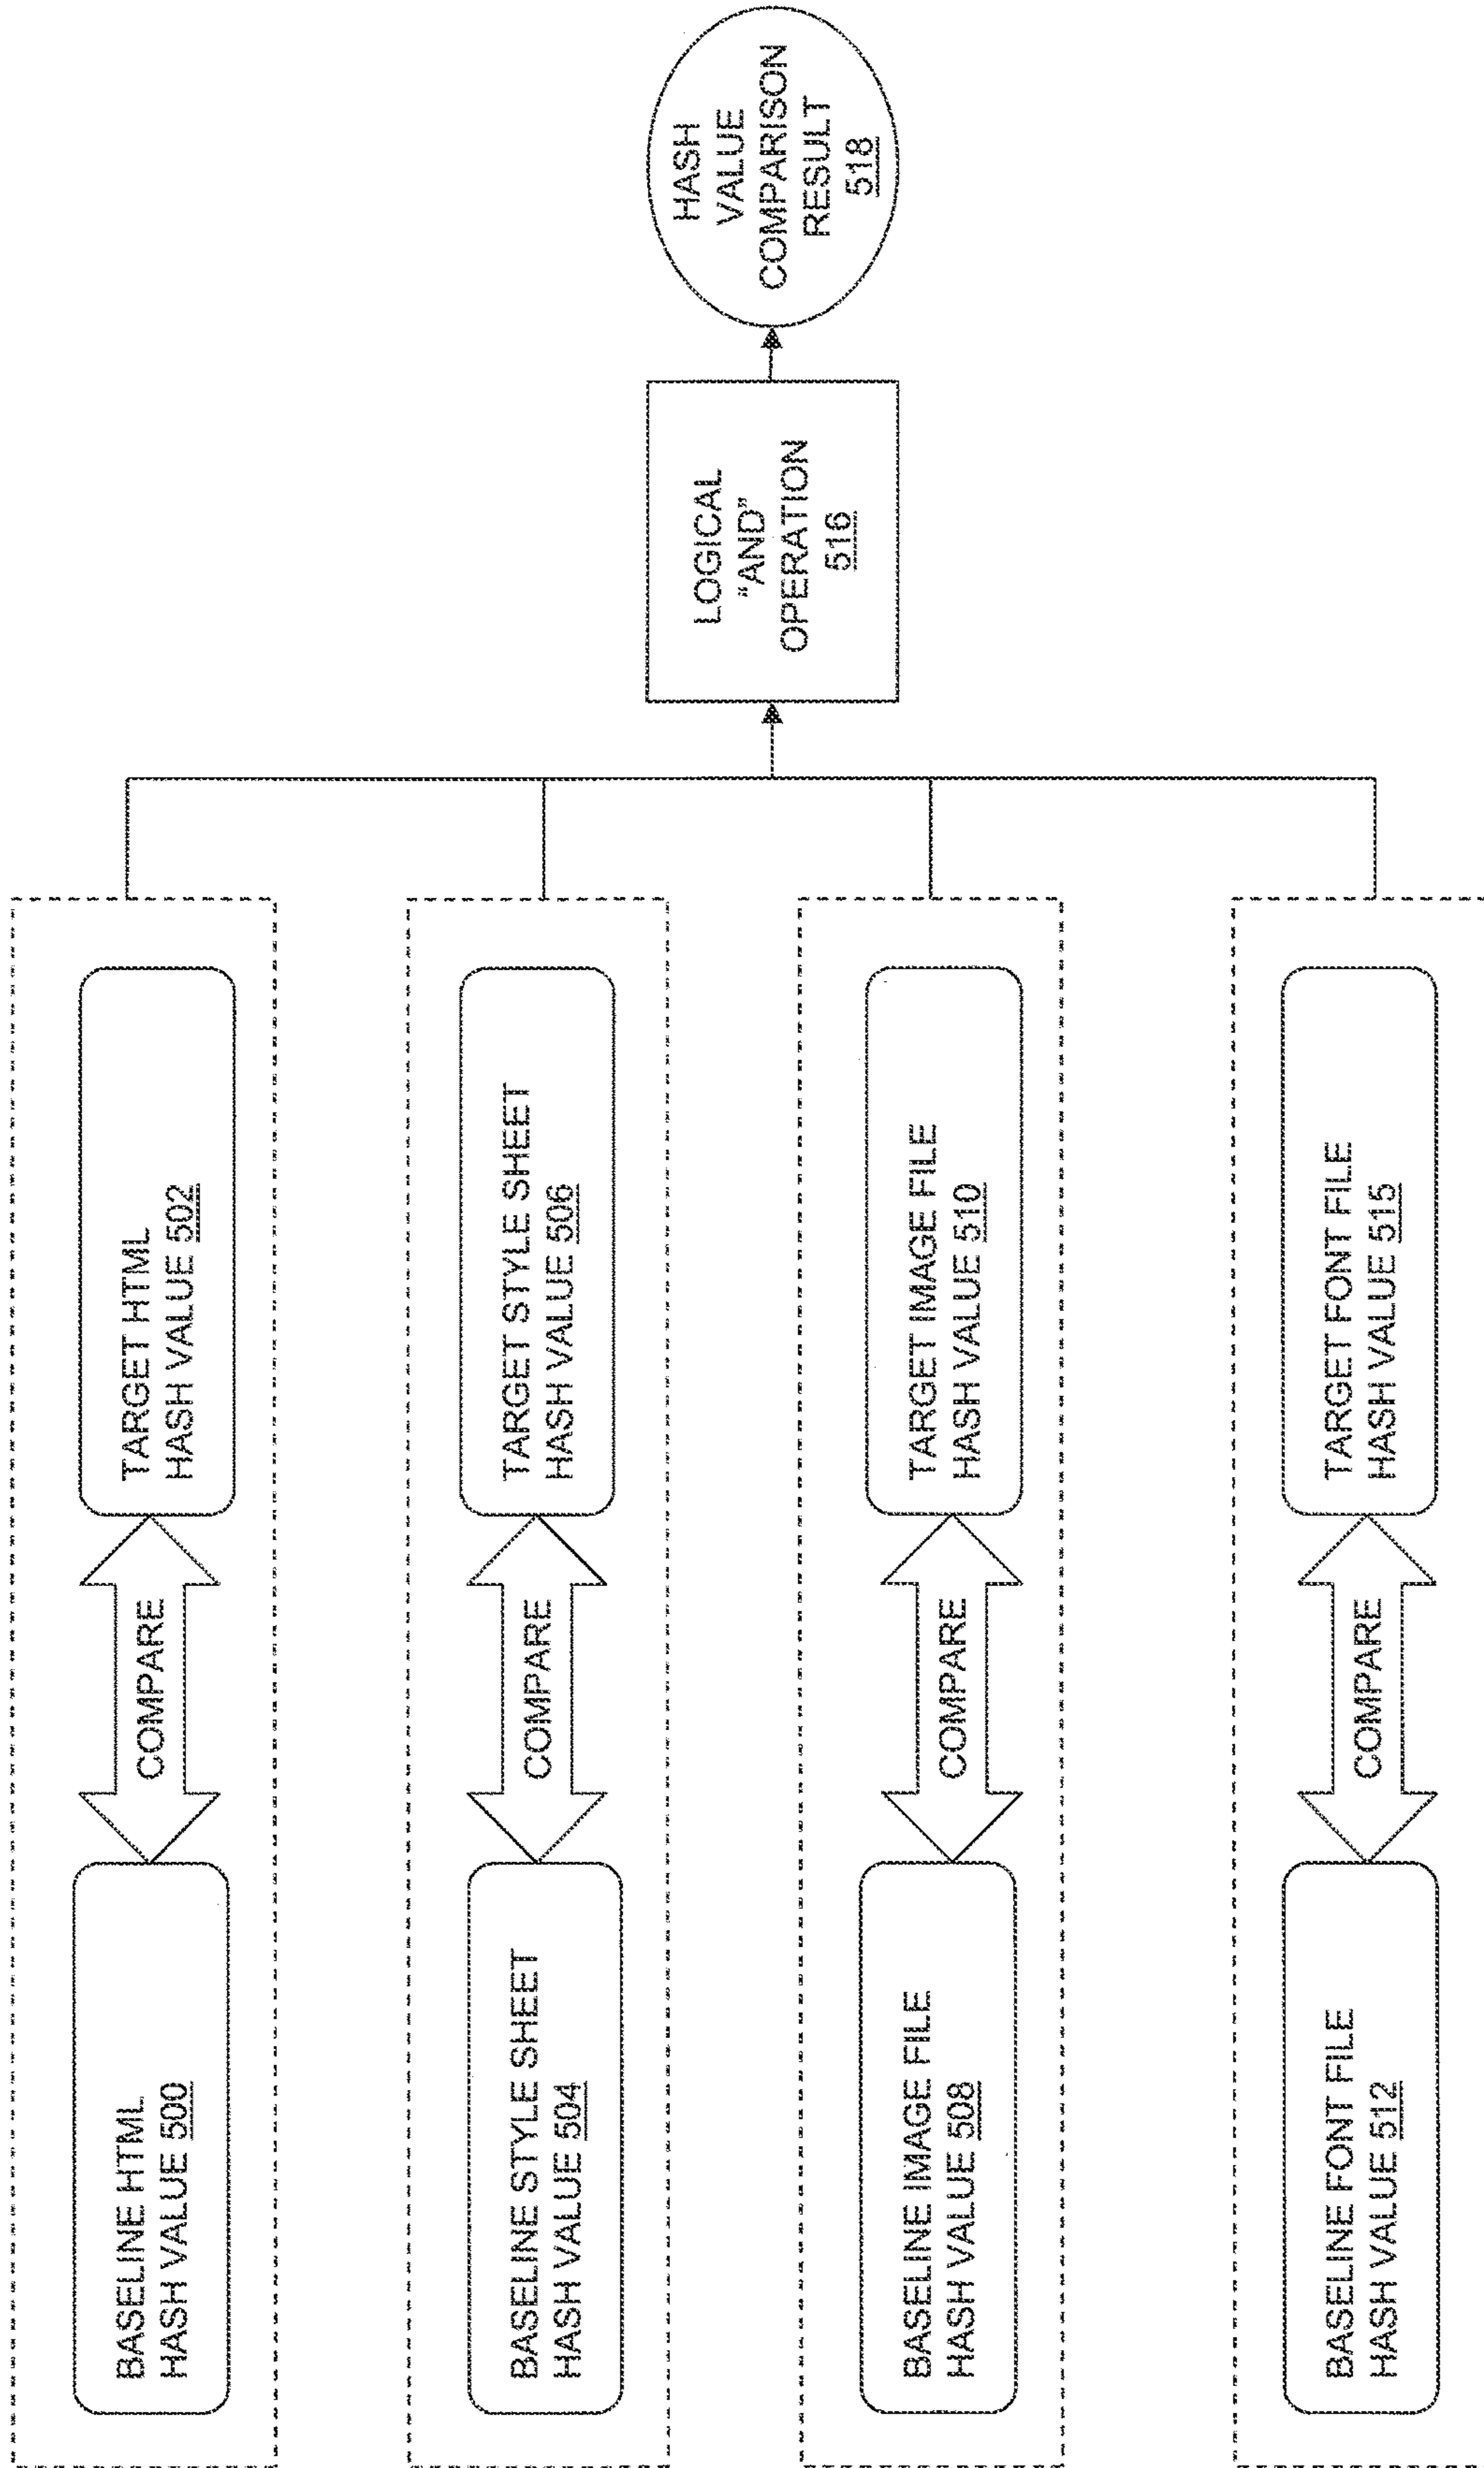 BASELINE HTML
HASH VALUE 500
COMPARE
TARGET HTML
HASH VALUE 502
BASELINE STYLE SHEET
HASH VALUE 504
COMPARE
TARGET STYLE SHEET
HASH VALUE 506
BASELINE IMAGE FILE
HASH VALUE 508
COMPARE
TARGET IMAGE FILE
HASH VALUE 510
BASELINE FONT FILE
HASH VALUE 512
COMPARE
TARGET FONT FILE
HASH VALUE 515
LOGICAL
“AND”
OPERATION
516
HASH
VALUE
COMPARISON
RESULT
518